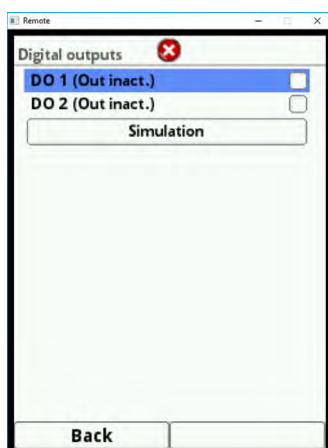 Remote
Digital outputs
DO 1 (Out inact.)
DO 2 (Out inact.)
Simulation
Back